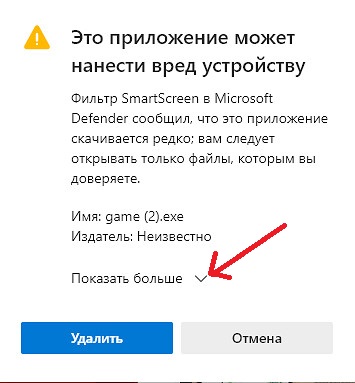 Это приложение может
нанести вред устройству
Фильтр SmartScreen в Microsoft
Defender сообщил, что это приложение
скачивается редко; вам следует
открывать только файлы, которым вы
доверяете.
Имя: game (2).exe
Издатель: Неизвестно
Показать больше
Удалить
Отмена